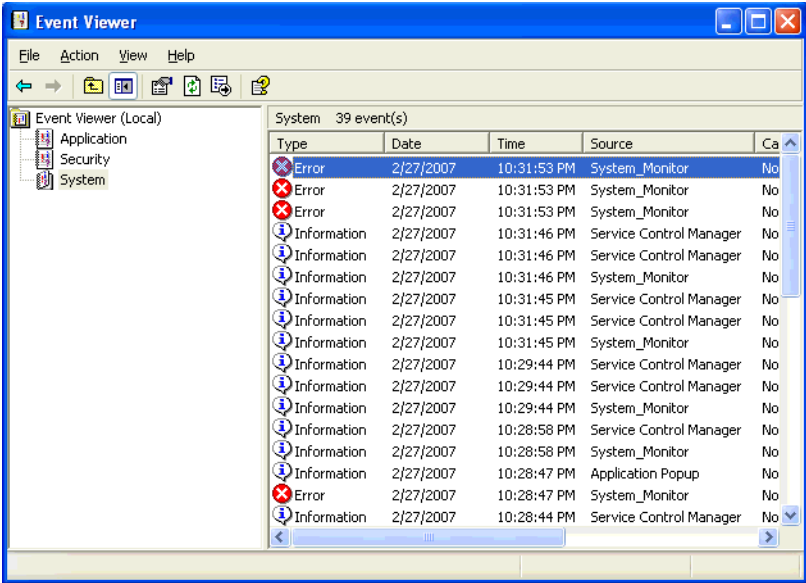 Event Viewer
File Action View Help
Event Viewer (Local)
Application
Security
System
System 39 event(s)
Type Date Time Source Ca
Error 2/27/2007 10:31:53 PM System_Monitor No
Error 2/27/2007 10:31:53 PM System_Monitor No
Error 2/27/2007 10:31:53 PM System_Monitor No
Information 2/27/2007 10:31:46 PM Service Control Manager No
Information 2/27/2007 10:31:46 PM Service Control Manager No
Information 2/27/2007 10:31:46 PM System_Monitor No
Information 2/27/2007 10:31:45 PM Service Control Manager No
Information 2/27/2007 10:31:45 PM Service Control Manager No
Information 2/27/2007 10:31:45 PM System_Monitor No
Information 2/27/2007 10:29:44 PM Service Control Manager No
Information 2/27/2007 10:29:44 PM Service Control Manager No
Information 2/27/2007 10:29:44 PM System_Monitor No
Information 2/27/2007 10:28:58 PM Service Control Manager No
Information 2/27/2007 10:28:58 PM System_Monitor No
Information 2/27/2007 10:28:47 PM Application Popup No
Error 2/27/2007 10:28:47 PM System_Monitor No
Information 2/27/2007 10:28:44 PM Service Control Manager No